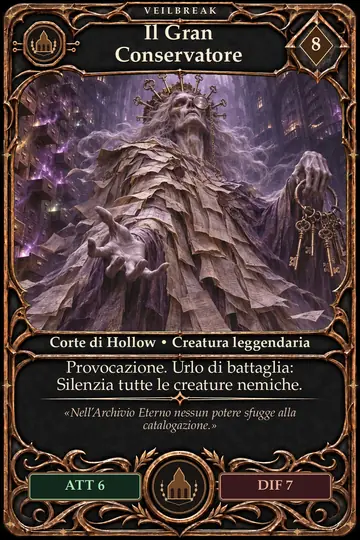 VEILBREAK
Il Gran
Conservatore
8
Corte di Hollow • Creatura leggendaria
Provocazione. Urlo di battaglia:
Silenzia tutte le creature nemiche.
«Nell’Archivio Eterno nessun potere sfugge alla
catalogazione.»
ATT 6
DIF 7